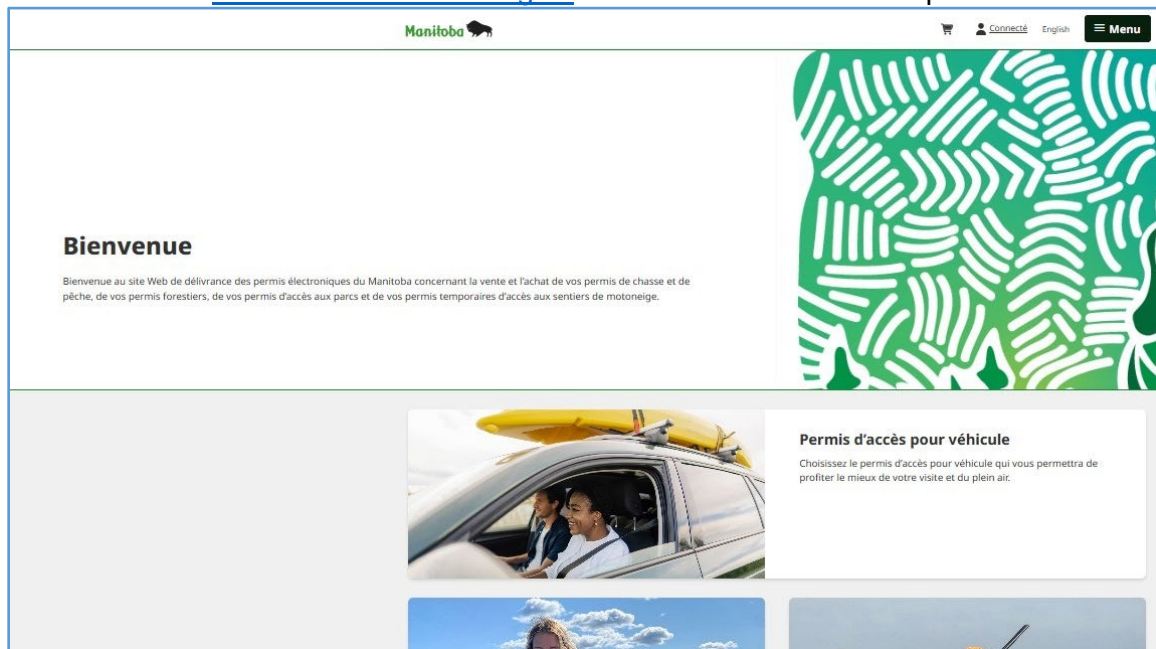 Manitoba
Connecté
English
Menu
Bienvenue
Bienvenue au site Web de délivrance des permis électroniques du Manitoba concernant la vente et l'achat de vos permis de chasse et de
pêche, de vos permis forestiers, de vos permis d'accès aux parcs et de vos permis temporaires d'accès aux sentiers de motoneige.
Permis d'accès pour véhicule
Choisissez le permis d'accès pour véhicule qui vous permettra de
profiter le mieux de votre visite et du plein air.